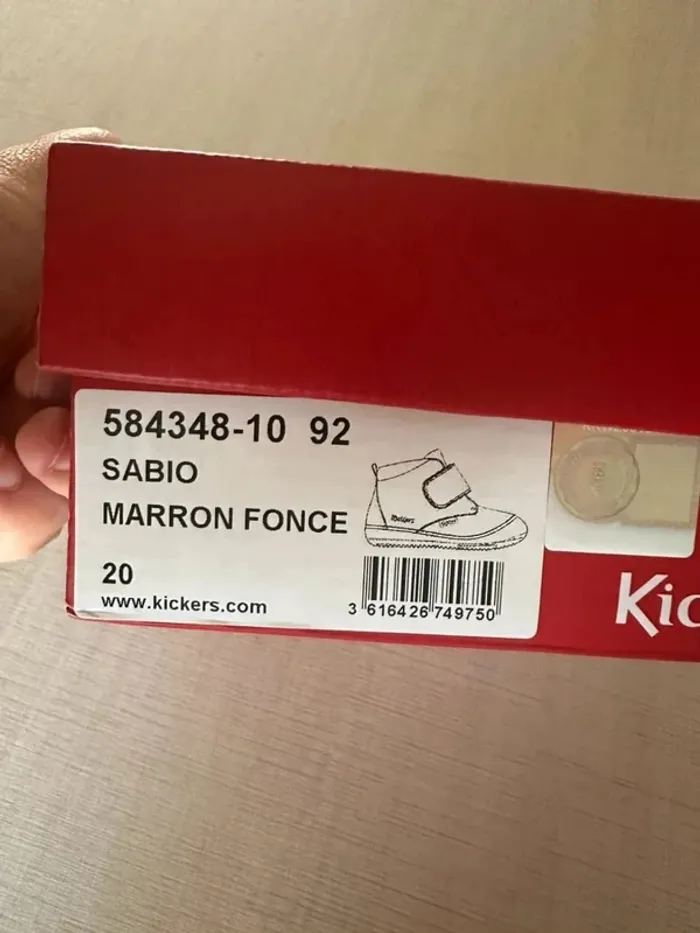 584348-10 92
SABIO
MARRON FONCE
20
www.kickers.com
3 616426 749750
Kic